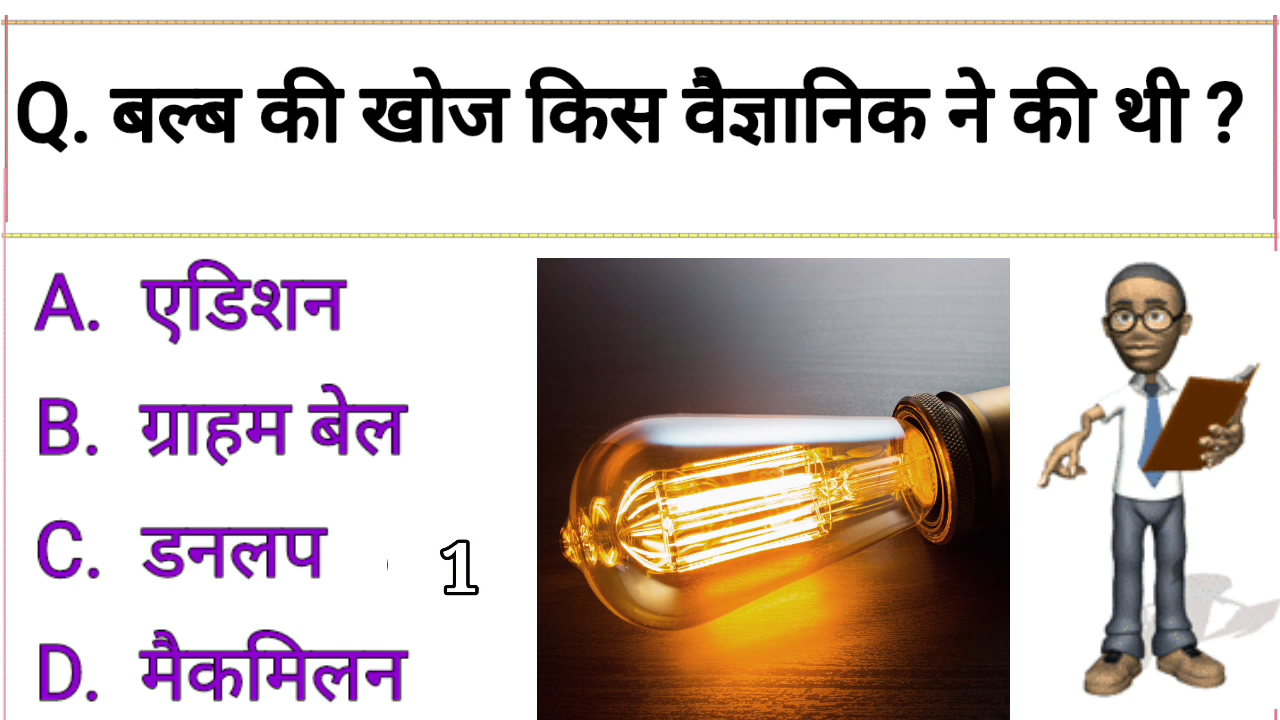 Q. बल्ब की खोज किस वैज्ञानिक ने की थी ?
A. एडिशन
B. ग्राहम बेल
C. डनलप
1
D. मैकमिलन